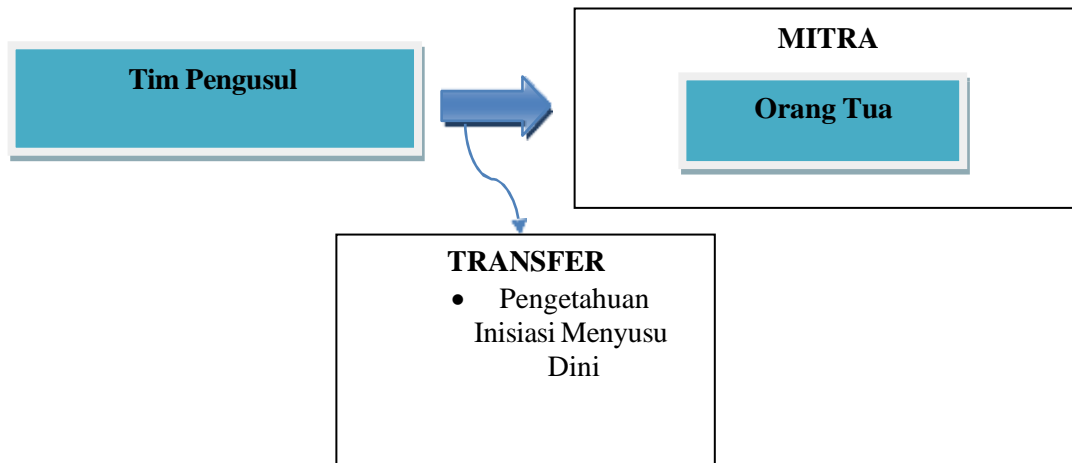 Tim Pengusul
MITRA
Orang Tua
TRANSFER
• Pengetahuan
Inisiasi Menyusu
Dini